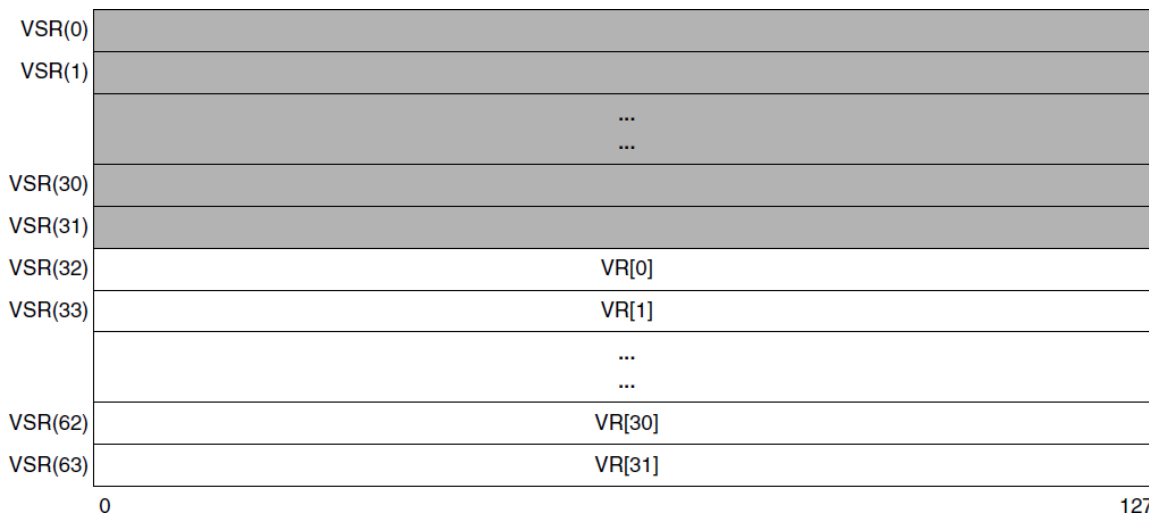 VSR(0)
VSR(1)
...
...
VSR(30)
VSR(31)
VSR(32) VR[0]
VSR(33) VR[1]
...
...
VSR(62) VR[30]
VSR(63) VR[31]
0 127